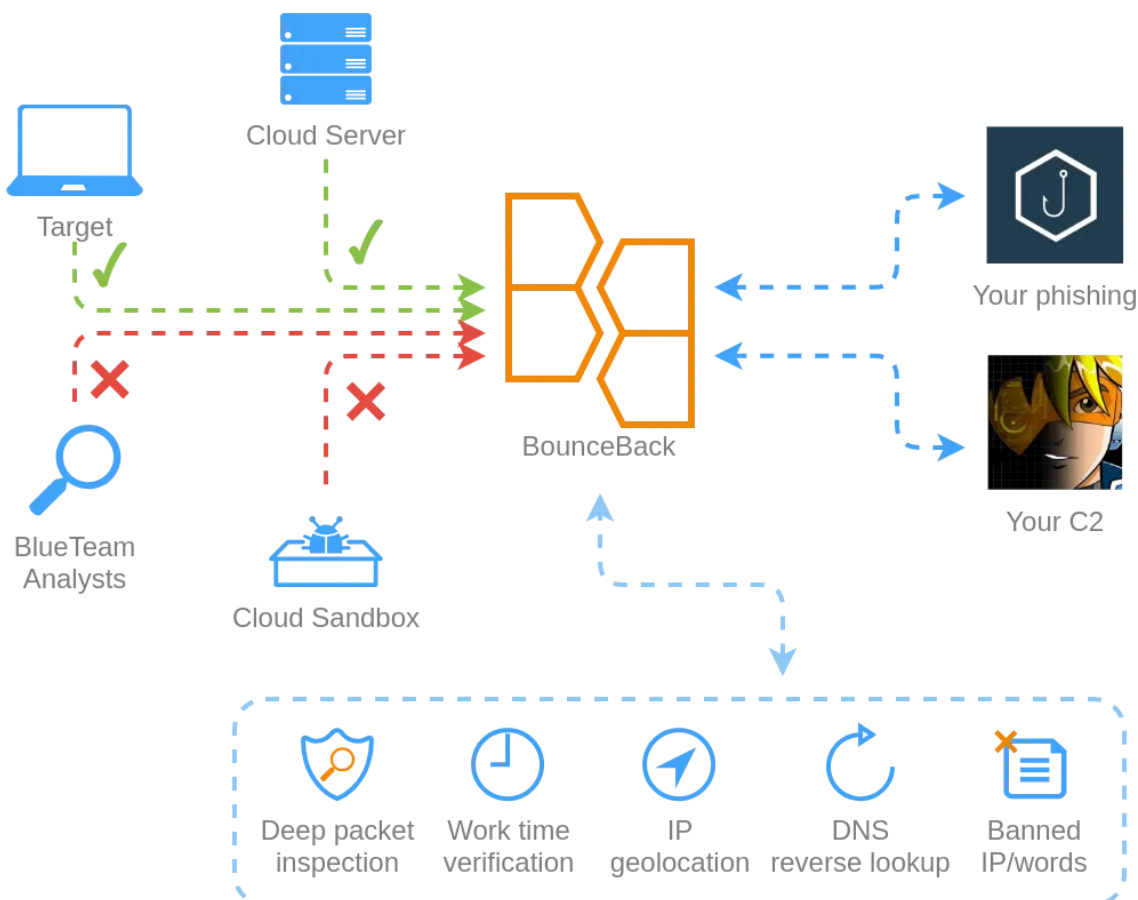 Cloud Server
Target
Your phishing
BounceBack
Your C2
BlueTeam
Analysts
Cloud Sandbox
Deep packet
inspection
Work time
verification
IP
geolocation
DNS
reverse lookup
Banned
IP/words